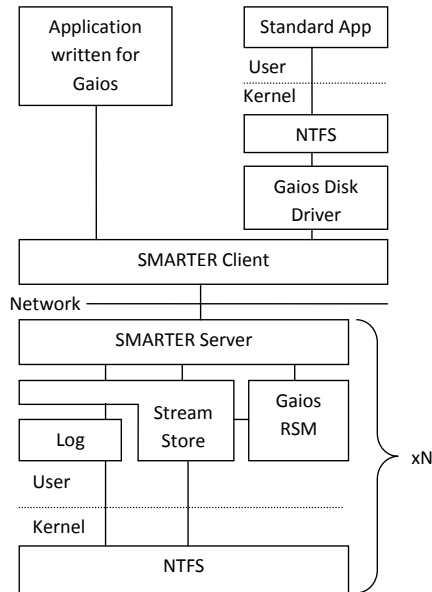 Application
written for
Gaios
Standard App
User
Kernel
NTFS
Gaios Disk
Driver
SMARTER Client
Network
SMARTER Server
Stream
Store
Gaios
RSM
Log
User
Kernel
NTFS
xN